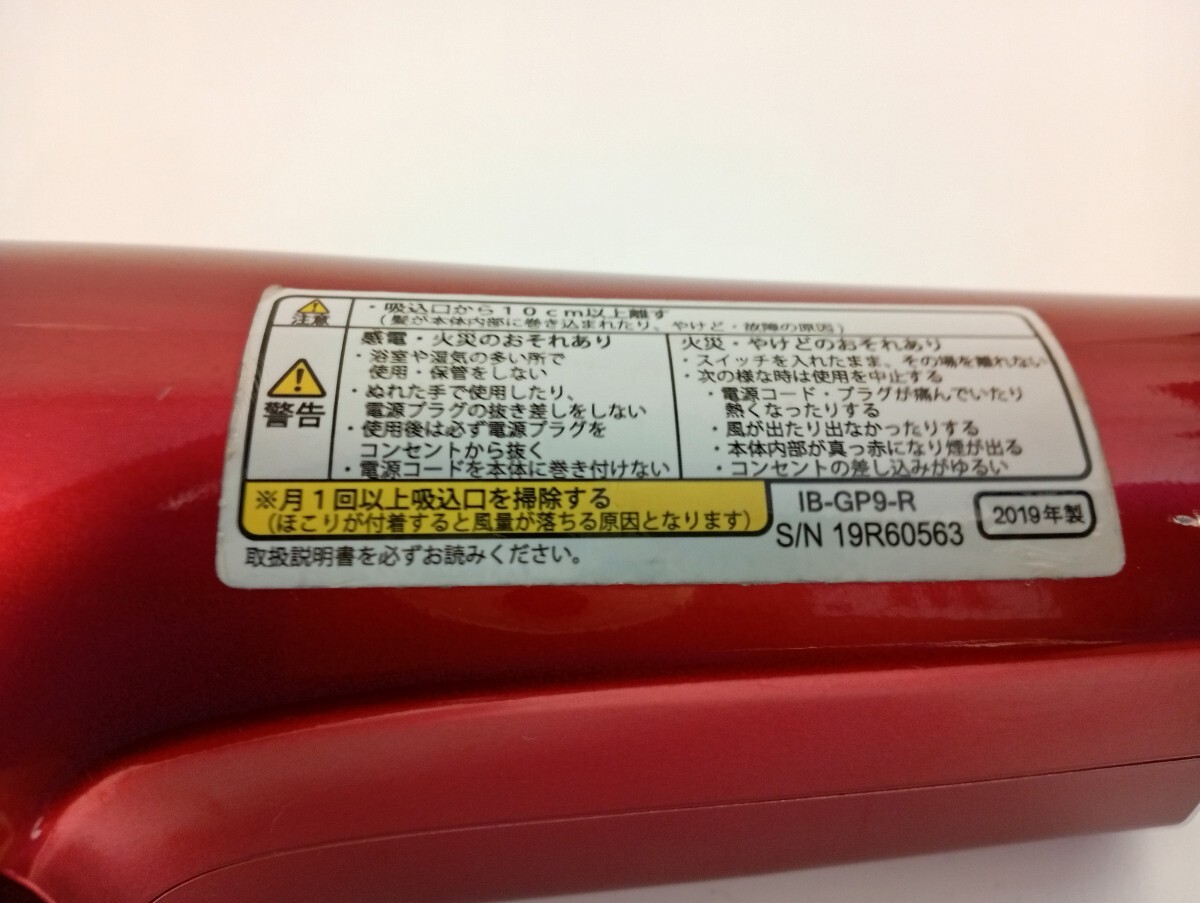 注意
・吸込口から10cm以上離す
(髪が本体内部に巻き込まれたり、やけど・故障の原因)
警告
感電・火災のおそれあり
・浴室や湿気の多い所で
使用・保管をしない
・ぬれた手で使用したり、
電源プラグの抜き差しをしない
・使用後は必ず電源プラグを
コンセントから抜く
・電源コードを本体に巻き付けない
火災・やけどのおそれあり
・スイッチを入れたまま、その場を離れない
・次の様な時は使用を中止する
・電源コード・プラグが痛んでいたり
熱くなったりする
・風が出たり出なかったりする
・本体内部が真っ赤になり煙が出る
・コンセントの差し込みがゆるい
※月1回以上吸込口を掃除する
(ほこりが付着すると風量が落ちる原因となります)
取扱説明書を必ずお読みください。
IB-GP9-R
S/N 19R60563
2019年製